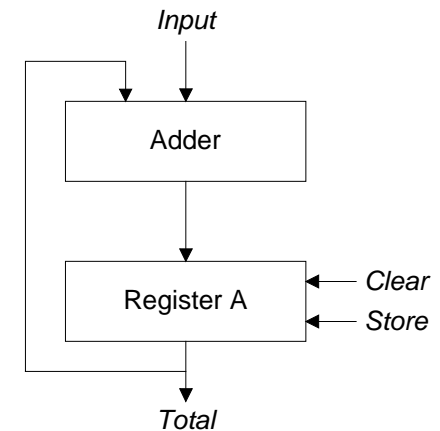 Input
Adder
Register A
Clear
Store
Total